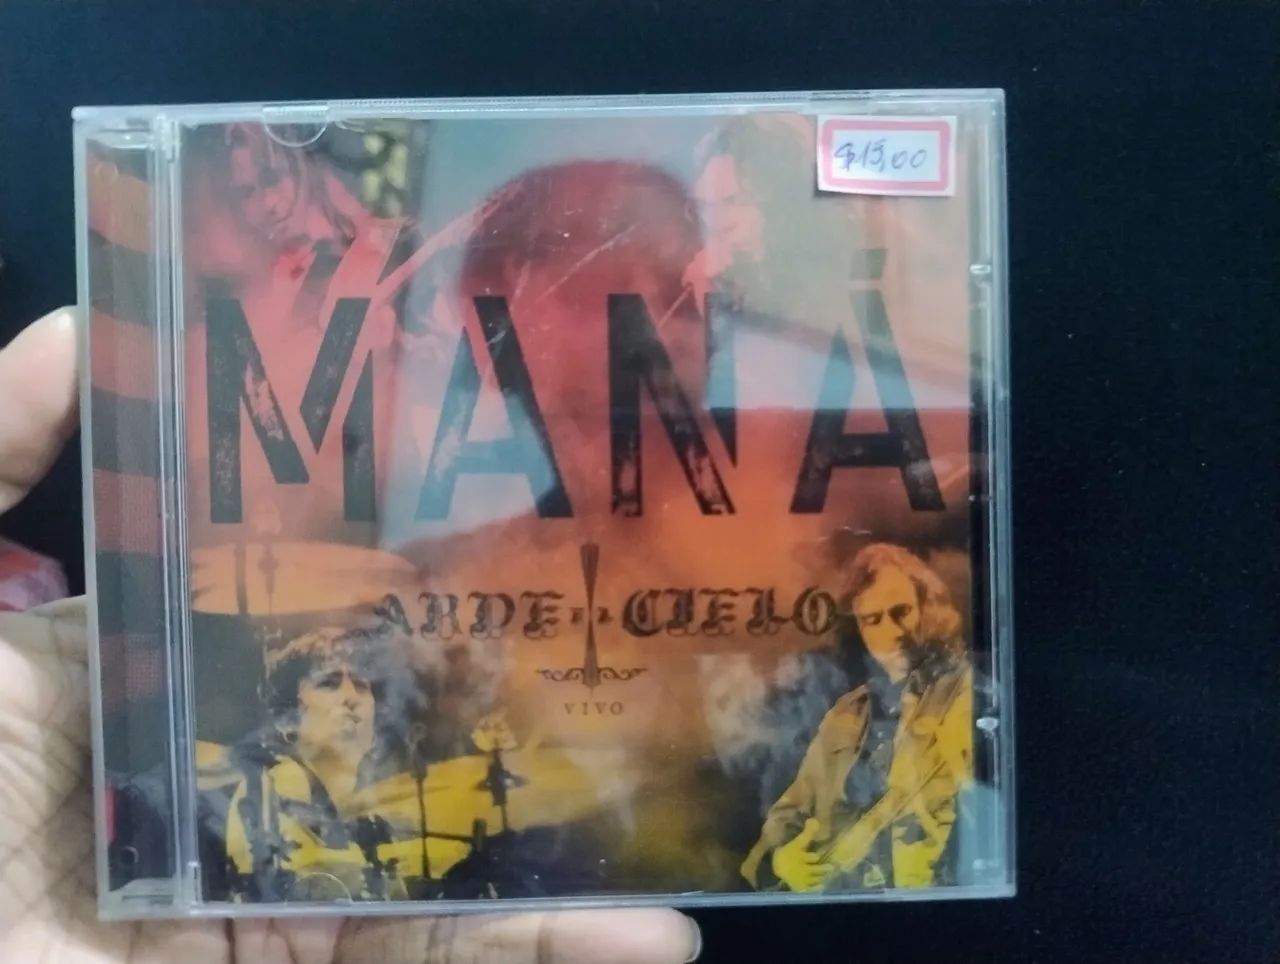 $15,00
MANÁ
ARDE EL CIELO
VIVO